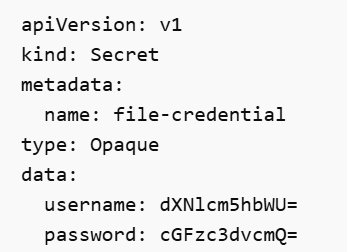 apiVersion: v1
kind: Secret
metadata:
  name: file-credential
type: Opaque
data:
  username: dXNlcm5hbWU=
  password: cGFzc3dvcmQ=